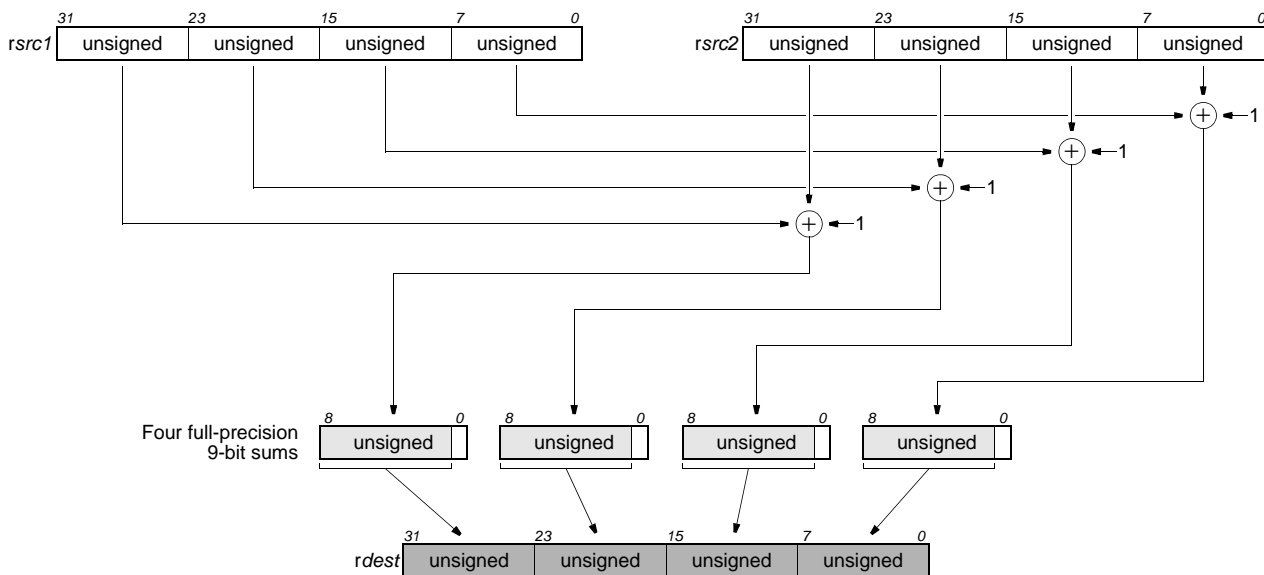 31 23 15 7 0 31 23 15 7 0
rsrc1 unsigned unsigned unsigned unsigned rsrc2 unsigned unsigned unsigned unsigned
+ 1
+ 1
+ 1
+ 1
8 0 8 0 8 0 8 0
Four full-precision unsigned unsigned unsigned unsigned
9-bit sums
31 23 15 7 0
rdest unsigned unsigned unsigned unsigned